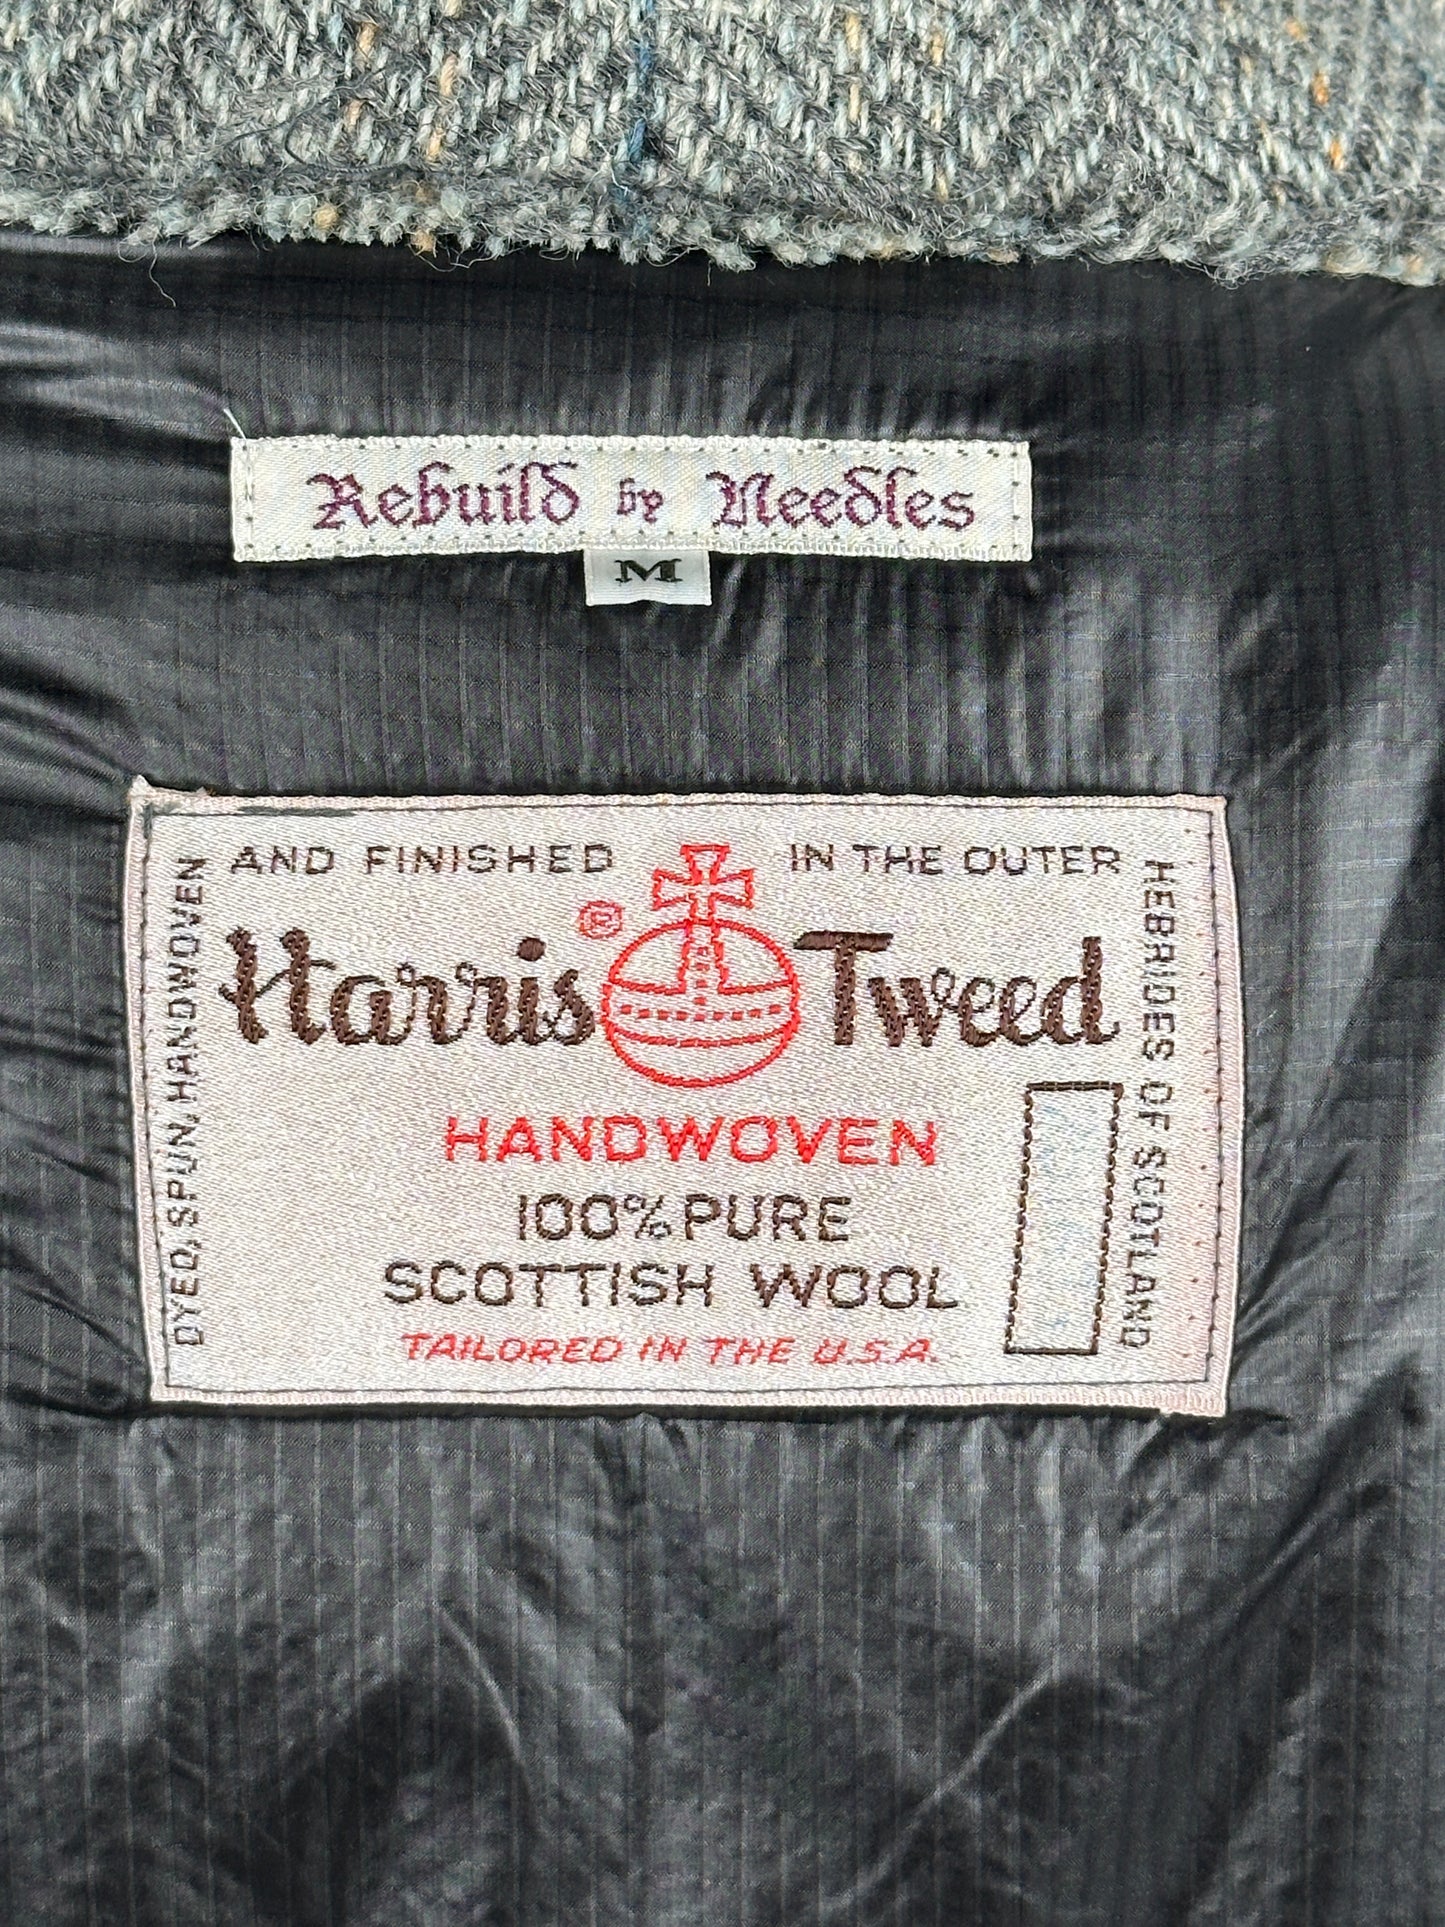 Rebuild by Needles
M
DYED, SPUN, HANDWOVEN
AND FINISHED
IN THE OUTER
HEBRIDES OF SCOTLAND
Harris ® Tweed
HANDWOVEN
100% PURE
SCOTTISH WOOL
TAILORED IN THE U.S.A.